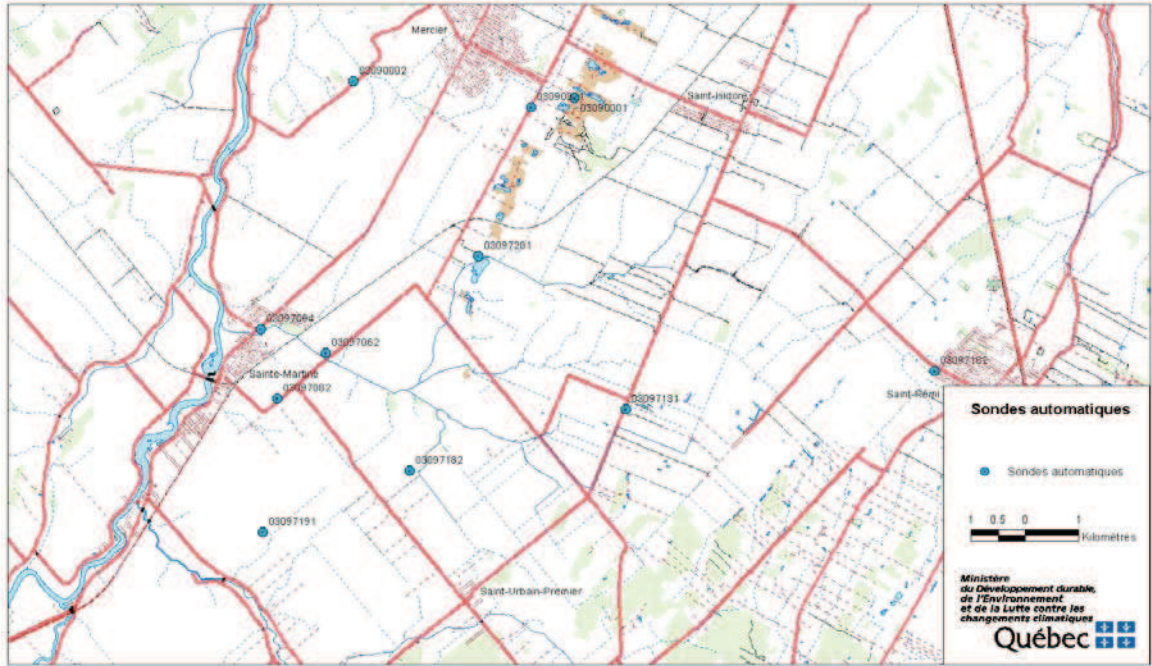 Mercier
03090002
03090001
Saint-Isidore
03097201
03097094
03097062
Sainte-Martine
03097082
03097162
Saint-Rémi
03097131
03097182
03097191
Saint-Urbain-Premier
Sondes automatiques
Sondes automatiques
1 0.5 0 1
Kilomètres
Ministère
du Développement durable,
de l'Environnement
et de la Lutte contre les
changements climatiques
Québec